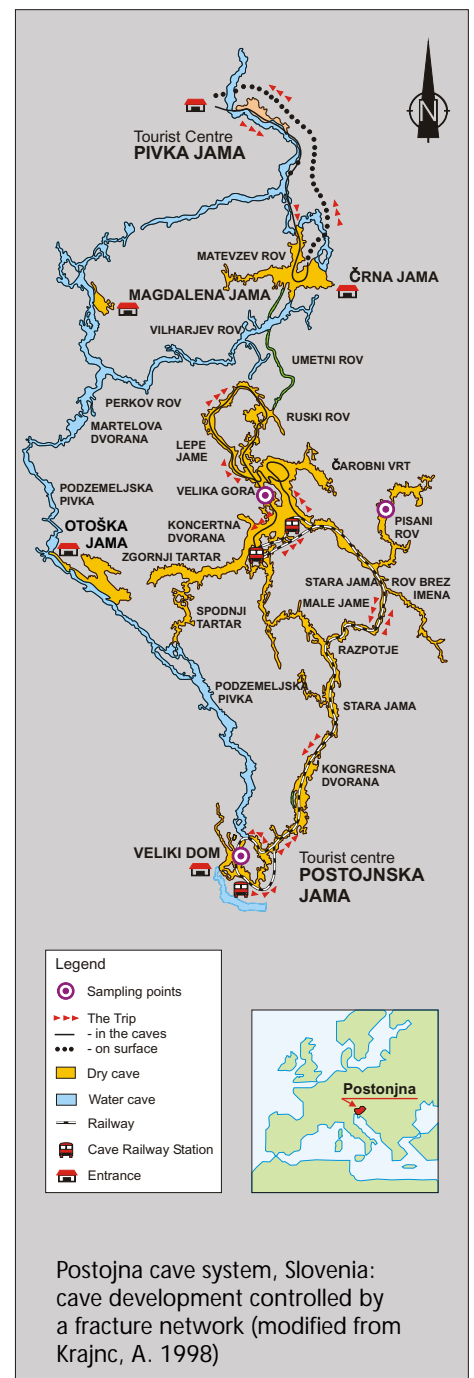 N
Tourist Centre
PIVKA JAMA
MATEVZEV ROV
ČRNA JAMA
MAGDALENA JAMA
VILHARJEV ROV
UMETNI ROV
PERKOV ROV
MARTELOVA
DVORANA
RUSKI ROV
LEPE
JAME
ČAROBNI VRT
PODZEMELJSKA
PIVKA
VELIKA GORA
OTOŠKA
JAMA
KONCERTNA
DVORANA
PISANI
ROV
ZGORNJI TARTAR
STARA JAMA
ROV BREZ
IMENA
SPODNJI
TARTAR
MALE JAME
RAZPOTJE
PODZEMELJSKA
PIVKA
STARA JAMA
KONGRESNA
DVORANA
VELIKI DOM
Tourist centre
POSTOJNSKA
JAMA
Legend
Sampling points
The Trip
- in the caves
- on surface
Dry cave
Water cave
Railway
Cave Railway Station
Entrance
Postonjna
Postojna cave system, Slovenia:
cave development controlled by
a fracture network (modified from
Krajnc, A. 1998)